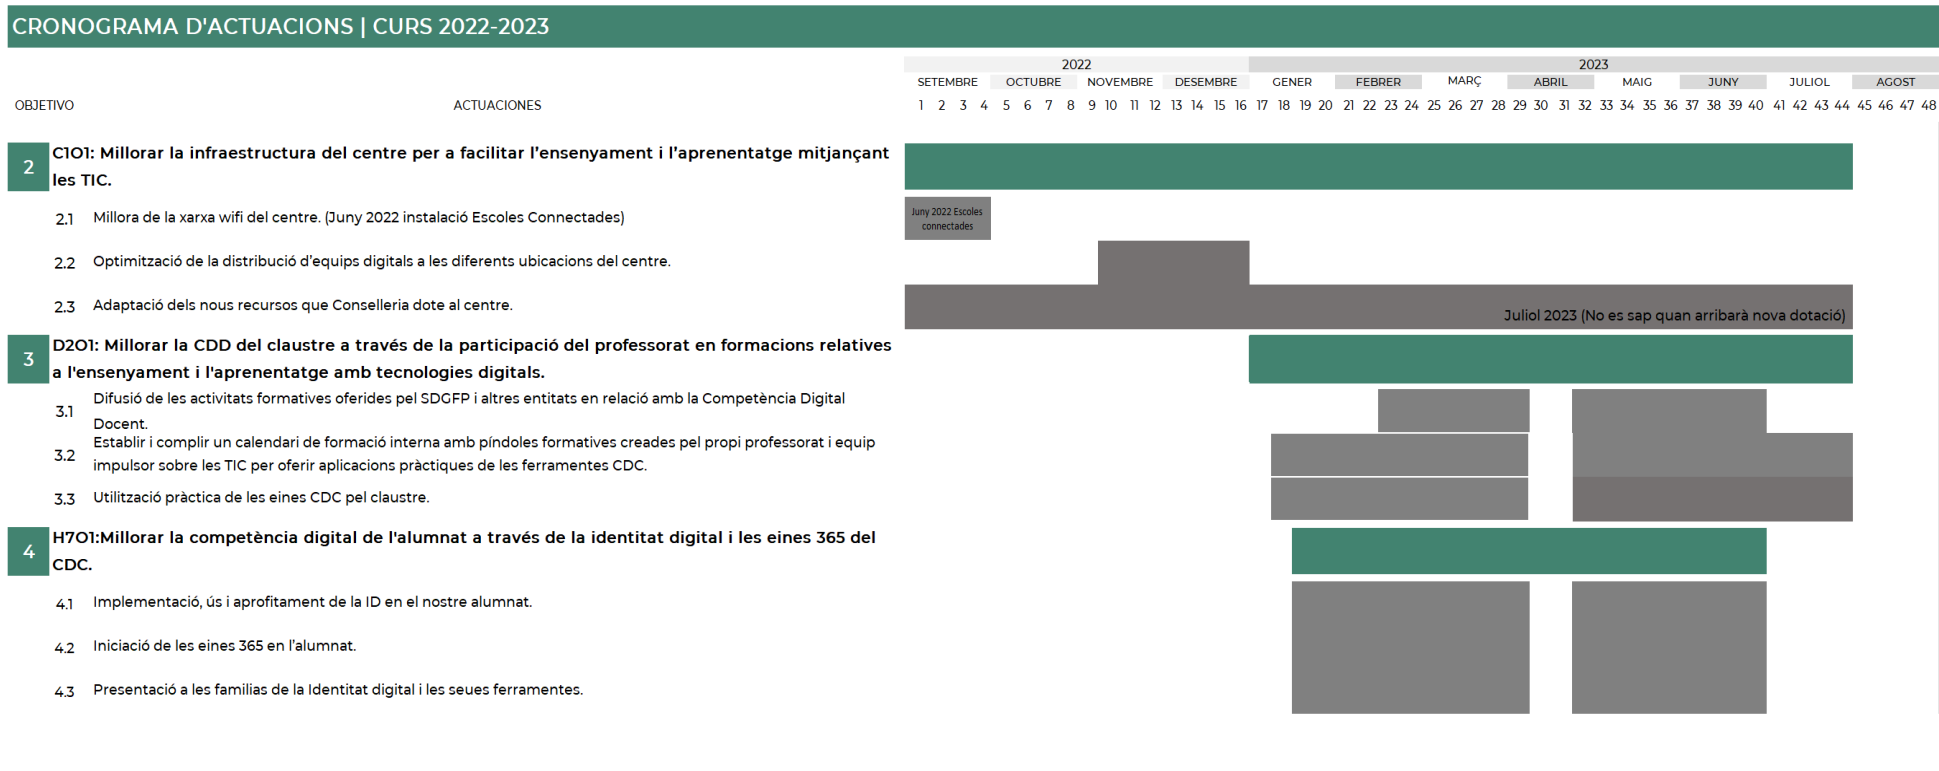 CRONOGRAMA D'ACTUACIONS | CURS 2022-2023
2022 2023
SETEMBRE OCTUBRE NOVEMBRE DESEMBRE GENER FEBRER MARÇ ABRIL MAIG JUNY JULIOL AGOST
OBJETIVO ACTUACIONES 1 2 3 4 5 6 7 8 9 10 11 12 13 14 15 16 17 18 19 20 21 22 23 24 25 26 27 28 29 30 31 32 33 34 35 36 37 38 39 40 41 42 43 44 45 46 47 48
2 C1O1: Millorar la infraestructura del centre per a facilitar l’ensenyament i l’aprenentatge mitjançant
les TIC.
2.1 Millora de la xarxa wifi del centre. (Juny 2022 instalació Escoles Connectades)
Juny 2022 Escoles
connectades
2.2 Optimització de la distribució d’equips digitals a les diferents ubicacions del centre.
2.3 Adaptació dels nous recursos que Conselleria dote al centre.
Juliol 2023 (No es sap quan arribarà nova dotació)
3 D2O1: Millorar la CDD del claustre a través de la participació del professorat en formacions relatives
a l'ensenyament i l'aprenentatge amb tecnologies digitals.
3.1 Difusió de les activitats formatives oferides pel SDGFP i altres entitats en relació amb la Competència Digital
Docent.
3.2 Establir i complir un calendari de formació interna amb píndoles formatives creades pel propi professorat i equip
impulsor sobre les TIC per oferir aplicacions pràctiques de les ferramentes CDC.
3.3 Utilització pràctica de les eines CDC pel claustre.
4 H7O1:Millorar la competència digital de l'alumnat a través de la identitat digital i les eines 365 del
CDC.
4.1 Implementació, ús i aprofitament de la ID en el nostre alumnat.
4.2 Iniciació de les eines 365 en l’alumnat.
4.3 Presentació a les familias de la Identitat digital i les seues ferramentes.